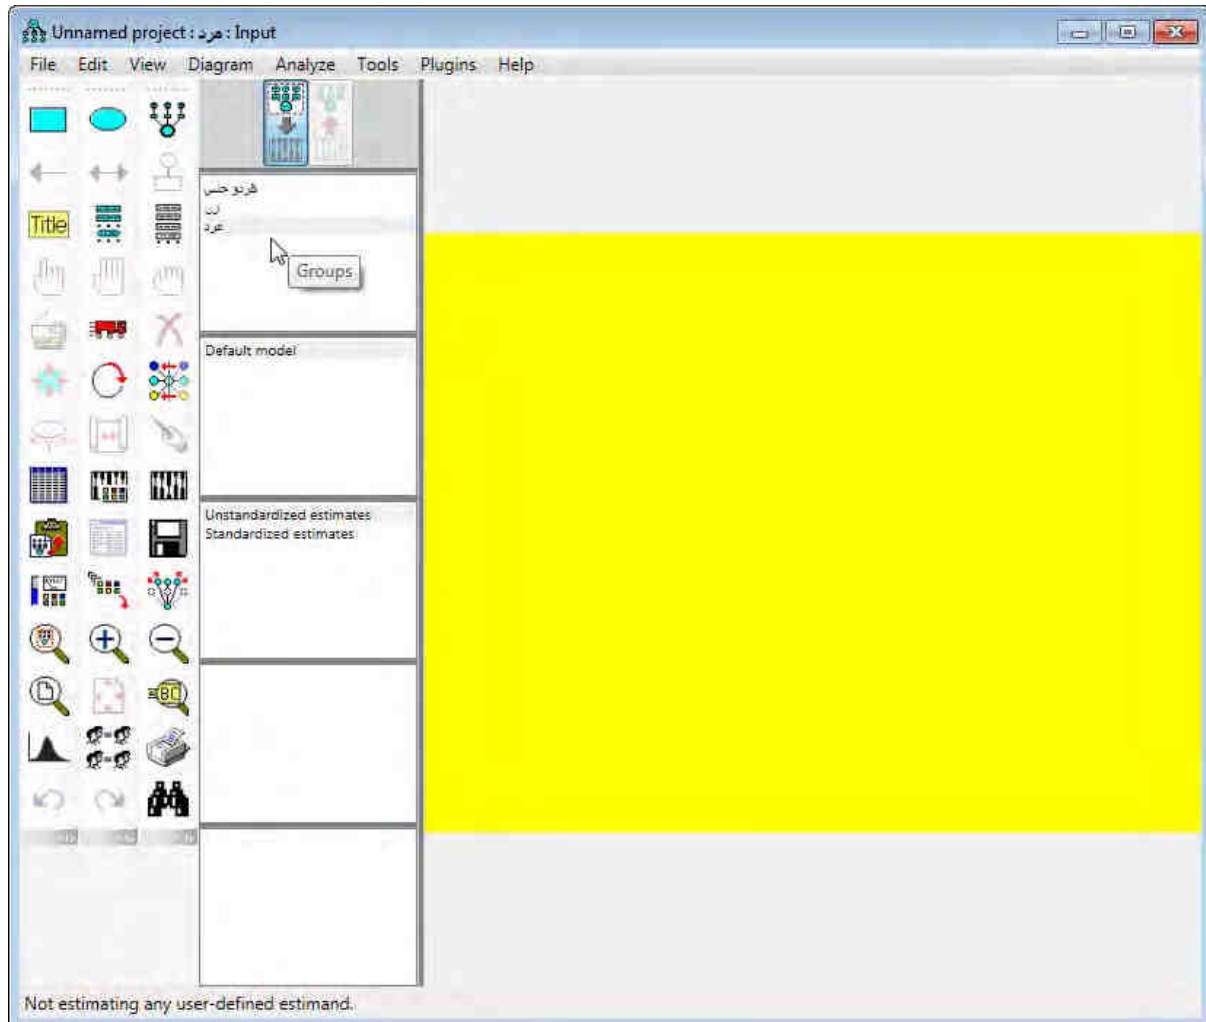 Unnamed project : مرد : Input
File Edit View Diagram Analyze Tools Plugins Help
Title
هردو جنس
زن
مرد
Groups
Default model
Unstandardized estimates
Standardized estimates
Not estimating any user-defined estimand.